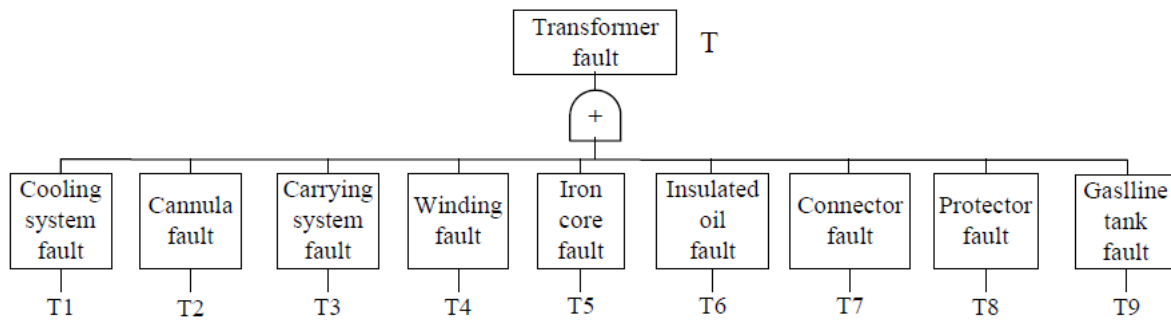 Transformer
fault
T
+
Cooling
system
fault
Cannula
fault
Carrying
system
fault
Winding
fault
Iron
core
fault
Insulated
oil
fault
Connector
fault
Protector
fault
Gaslline
tank
fault
T1
T2
T3
T4
T5
T6
T7
T8
T9